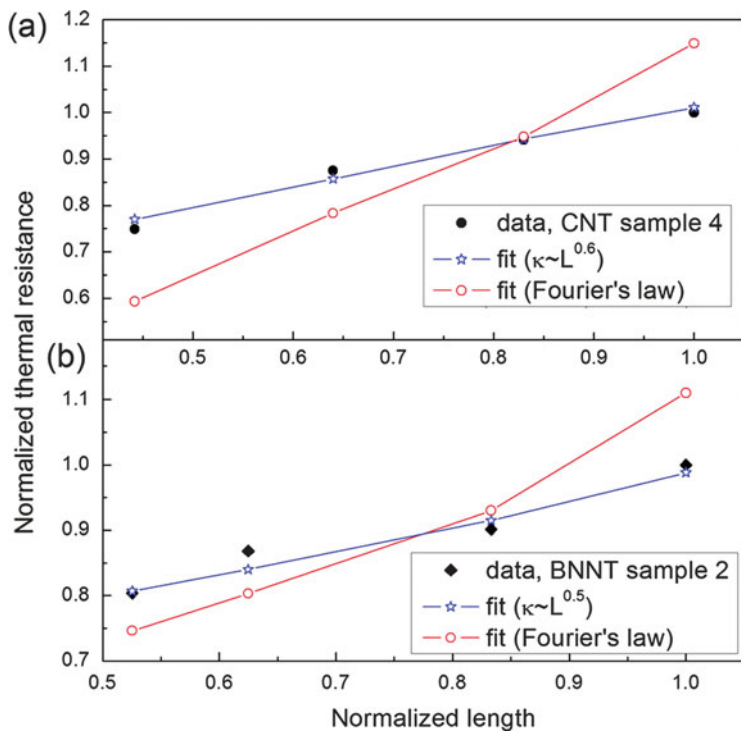 (a)
1.2
1.1
1.0
0.9
0.8
0.7
0.6
data, CNT sample 4
fit (κ~L^0.6)
fit (Fourier's law)
0.5 0.6 0.7 0.8 0.9 1.0
(b)
1.1
1.0
0.9
0.8
0.7
data, BNNT sample 2
fit (κ~L^0.5)
fit (Fourier's law)
0.5 0.6 0.7 0.8 0.9 1.0
Normalized thermal resistance
Normalized length